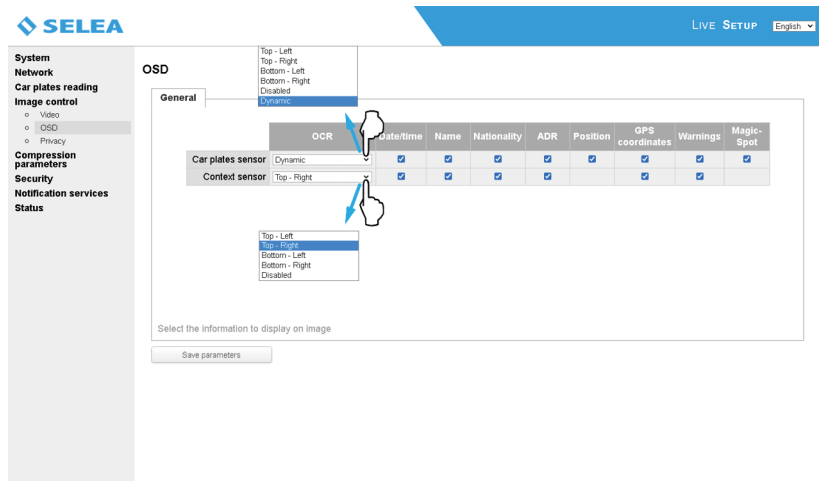 SELEA
LIVE SETUP English
System
Network
Car plates reading
Image control
Video
OSD
Privacy
Compression
parameters
Security
Notification services
Status
OSD
General
Top - Left
Top - Right
Bottom - Left
Bottom - Right
Disabled
Dynamic
OCR Date/time Name Nationality ADR Position GPS coordinates Warnings Magic-Spot
Car plates sensor Dynamic
Context sensor Top - Right
Top - Left
Top - Right
Bottom - Left
Bottom - Right
Disabled
Select the information to display on image
Save parameters